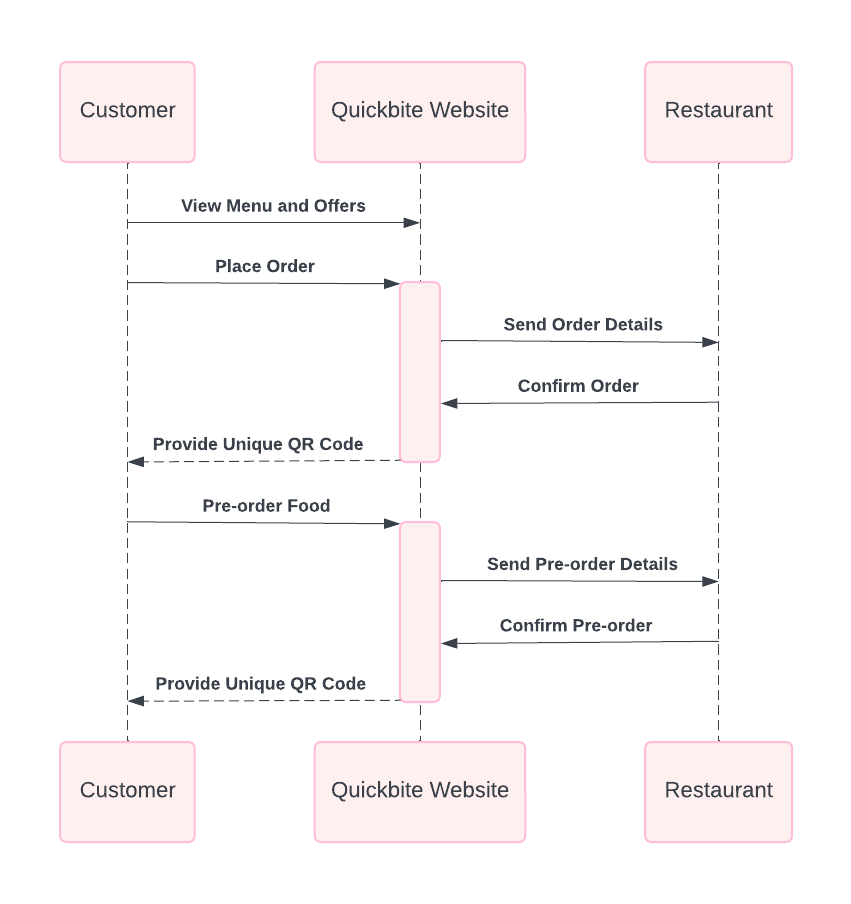 Customer
Quickbite Website
Restaurant
View Menu and Offers
Place Order
Send Order Details
Confirm Order
Provide Unique QR Code
Pre-order Food
Send Pre-order Details
Confirm Pre-order
Provide Unique QR Code
Customer
Quickbite Website
Restaurant